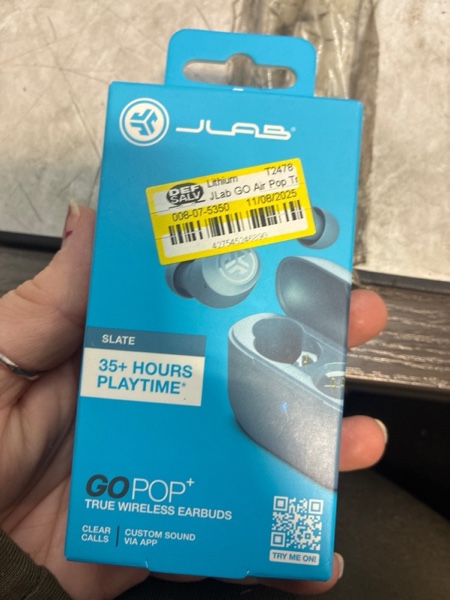 JLAB
Lithium T2478
DEF JLab GO Air Pop Tr
SALV
008-07-5350 11/08/2025
SLATE
35+ HOURS
PLAYTIME*
GO POP+
TRUE WIRELESS EARBUDS
CLEAR CUSTOM SOUND
CALLS VIA APP
TRY ME ON!